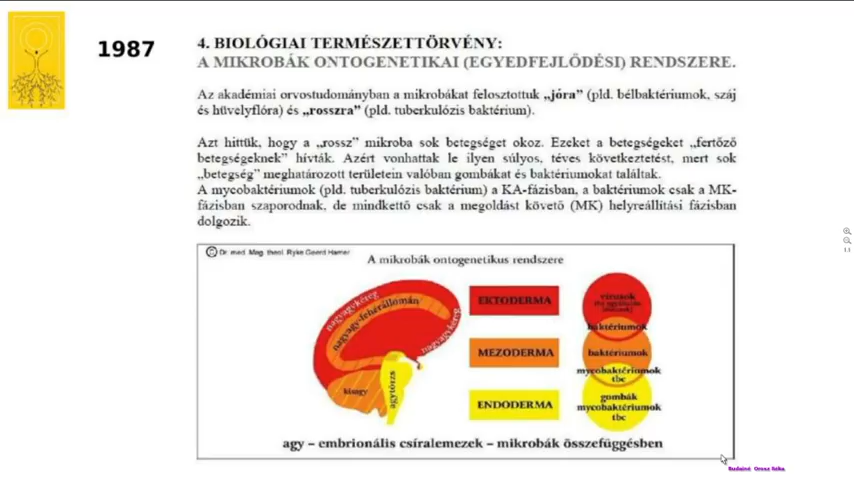 1987
4. BIOLÓGIAI TERMÉSZETTÖRVÉNY:
A MIKROBÁK ONTOGENETIKAI (EGYEDFEJLŐDÉSI) RENDSZERE.
Az akadémiai orvostudományban a mikrobákat felosztottuk „jóra” (pld. bélbaktériumok, száj
és hüvelyflóra) és „rosszra” (pld. tuberkulózis baktérium).
Azt hittük, hogy a „rossz” mikroba sok betegséget okoz. Ezeket a betegségeket „fertőző
betegségeknek” hívták. Azért vonhattak le ilyen súlyos, téves következtetést, mert sok
„betegség” meghatározott területein valóban gombákat és baktériumokat találtak.
A mycobaktériumok (pld. tuberkulózis baktérium) a KA-fázisban, a baktériumok csak a MK-
fázisban szaporodnak, de mindkettő csak a megoldást követő (MK) helyreállítási fázisban
dolgozik.
© Dr. med. Mag. theol. Ryke Geerd Hamer
A mikrobák ontogenetikus rendszere
nagyagykéreg
nagyagy-fehérállomán
nagyagykéreg
kisagy
agytörzs
EKTODERMA
MEZODERMA
ENDODERMA
vírusok
baktériumok
baktériumok
mycobaktériumok
tbc
gombák
mycobaktériumok
tbc
agy – embrionális csíralemezek – mikrobák összefüggésben
Budainé Orosz Réka